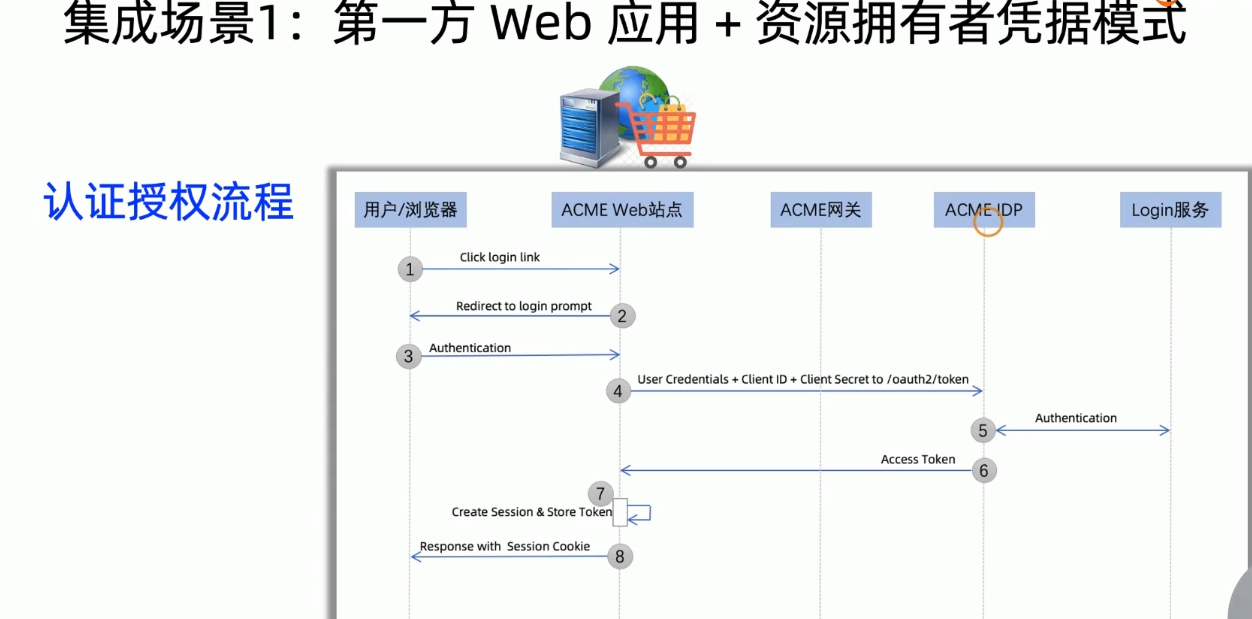 集成场景1：第一方 Web 应用 + 资源拥有者凭据模式
认证授权流程
用户/浏览器
ACME Web站点
ACME网关
ACME IDP
Login服务
1
Click login link
Redirect to login prompt
2
3
Authentication
4
User Credentials + Client ID + Client Secret to /oauth2/token
5
Authentication
Access Token
6
7
Create Session & Store Token
Response with Session Cookie
8